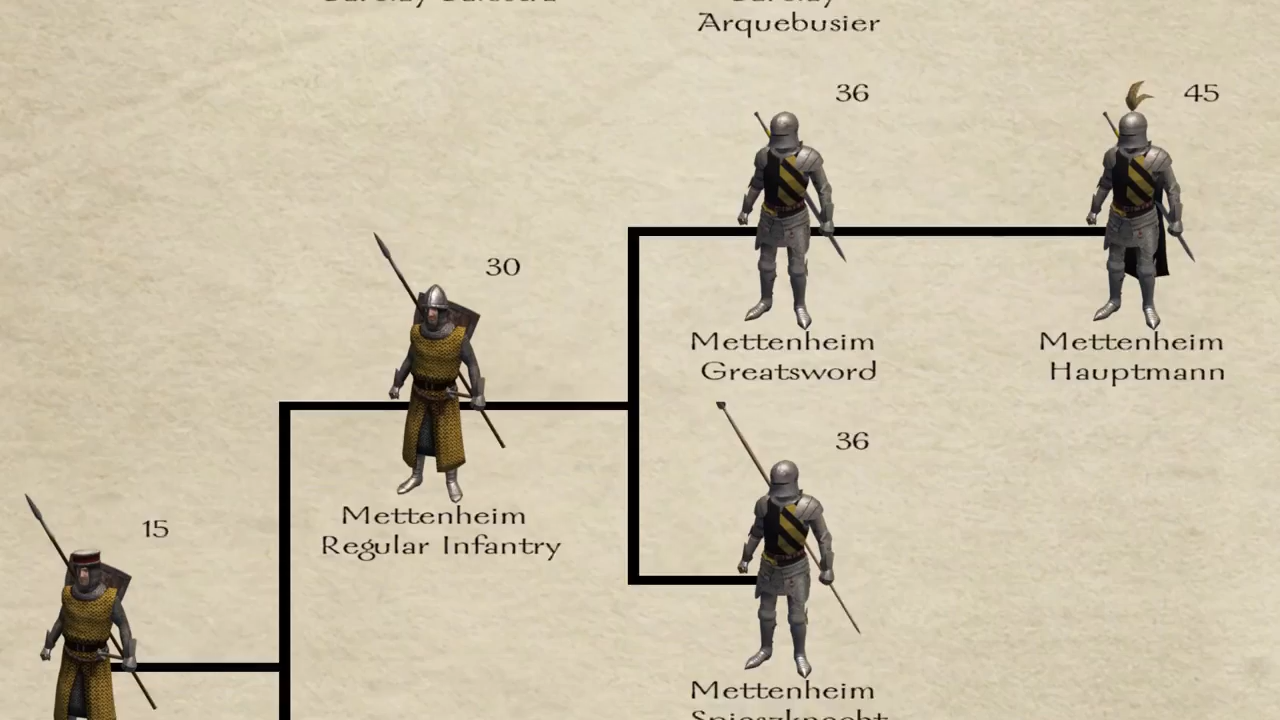 Arquebusier
36
45
Mettenheim
Greatsword
Mettenheim
Hauptmann
30
Mettenheim
Regular Infantry
36
15
Mettenheim